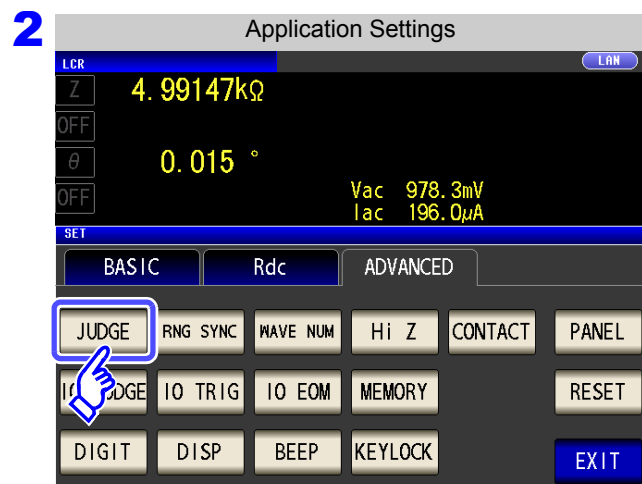 2
Application Settings
LCR LAN
Z 4.99147kΩ
OFF
θ 0.015 °
OFF
Vac 978.3mV
Iac 196.0μA
SET
BASIC Rdc ADVANCED
JUDGE RNG SYNC WAVE NUM Hi Z CONTACT PANEL
IO TRIG IO EOM MEMORY RESET
DIGIT DISP BEEP KEYLOCK EXIT